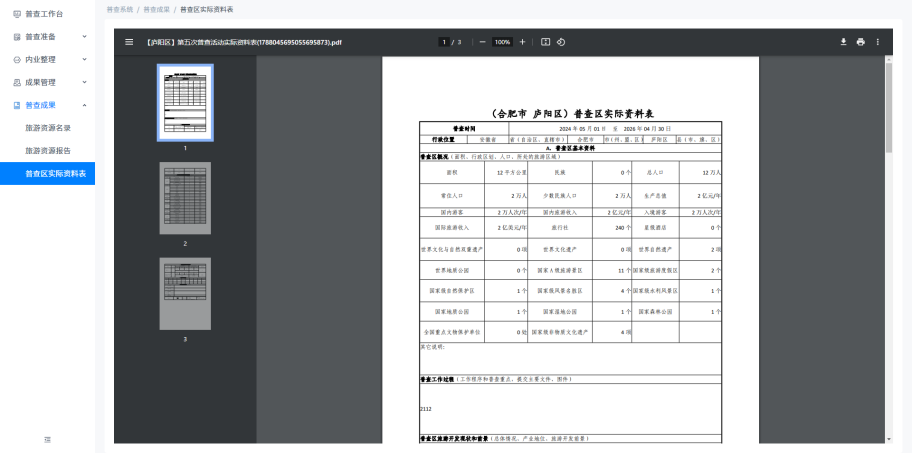 普查系统 / 普查成果 / 普查区实际资料表
普查工作台
普查准备
内业整理
成果管理
普查成果
旅游资源名录
旅游资源报告
普查区实际资料表
【庐阳区】第五次普查活动实际资料表(1788045695055695873).pdf
1 / 3
100%
1
2
3
(合肥市 庐阳区) 普查区实际资料表
普查时间 2024 年 05 月 01 日 至 2026 年 04 月 30 日
行政位置 安徽省 省(自治区、直辖市) 合肥市 市(州、盟、区) 庐阳区 县(市、旗、区)
a. 普查区基本资料
普查区概况(面积、行政区划、人口、所处的旅游区域)
面积 12 平方公里 民族 0 个 总人口 12 万人
常住人口 2 万人 少数民族人口 2 万人 生产总值 2 亿元/年
国内游客 2 万人次/年 国内旅游收入 2 亿元/年 入境游客 2 万人次/年
国际旅游收入 2 亿美元/年 旅行社 240 个 星级酒店 0 个
世界文化与自然双重遗产 0 项 世界文化遗产 0 项 世界自然遗产 2 项
世界地质公园 0 个 国家 A 级旅游景区 11 个 国家级旅游度假区 2 个
国家级自然保护区 1 个 国家级风景名胜区 4 个 国家级水利风景区 1 个
国家地质公园 1 个 国家湿地公园 1 个 国家森林公园 1 个
全国重点文物保护单位 0 处 国家级非物质文化遗产 4 项
其它说明:
普查工作过程(工作程序和普查重点、提交主要文件、图件)
2112
普查区旅游开发现状和前景(总体情况、产业地位、旅游开发前景)